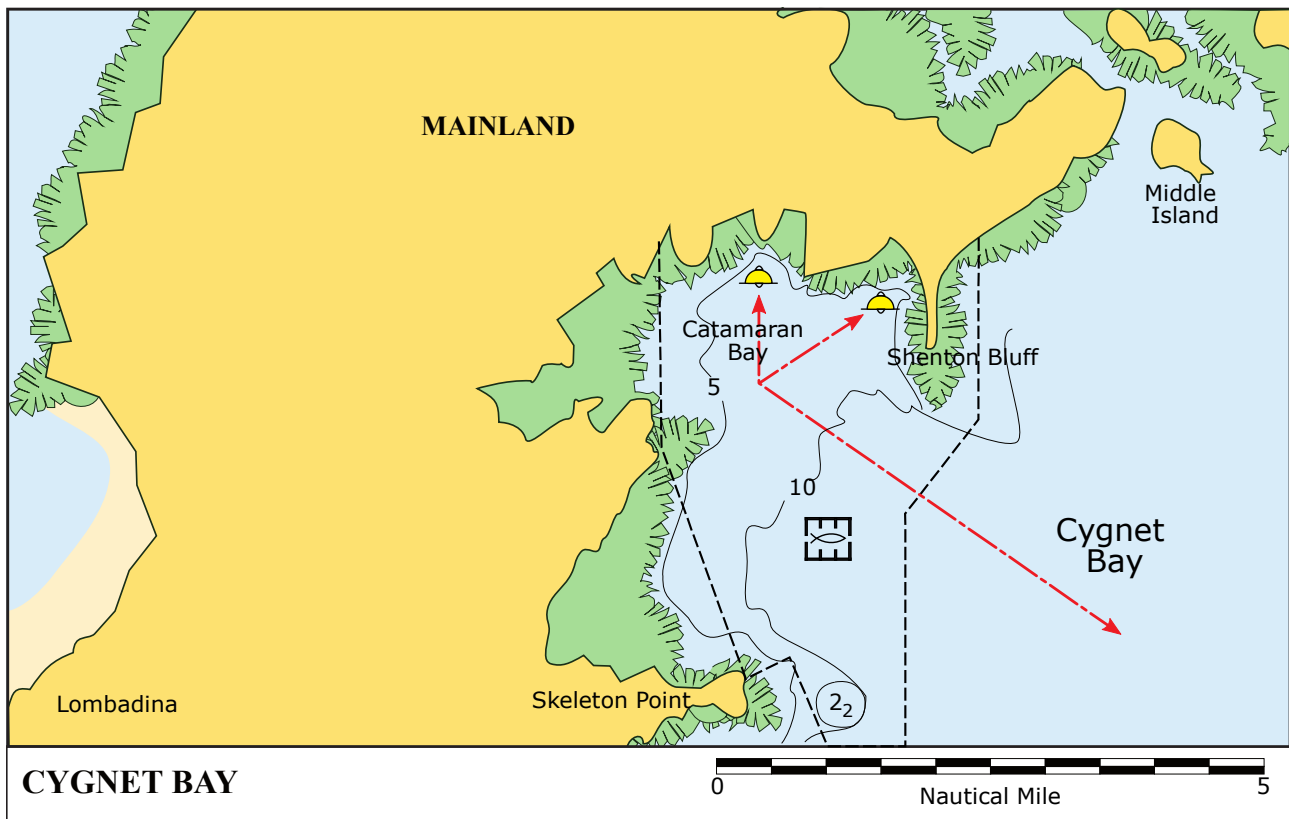 MAINLAND
Middle
Island
Catamaran
Bay
Shenton Bluff
5
10
Cygnet
Bay
Skeleton Point
2₂
Lombadina
CYGNET BAY
0
5
Nautical Mile